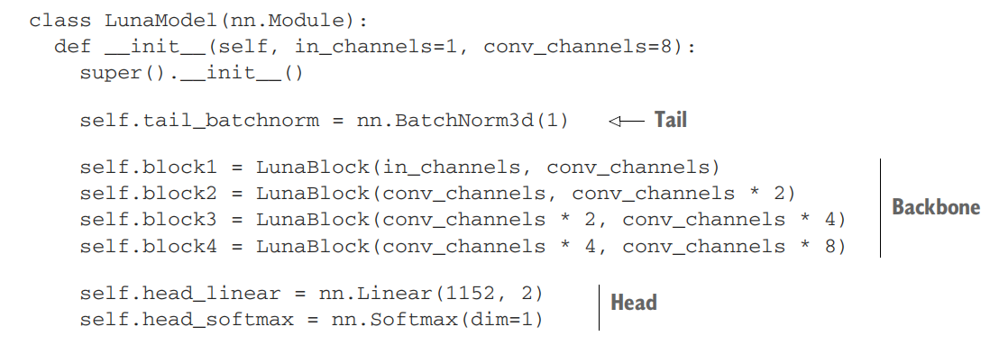 class LunaModel(nn.Module):
def __init__(self, in_channels=1, conv_channels=8):
super().__init__()
self.tail_batchnorm = nn.BatchNorm3d(1) Tail
self.block1 = LunaBlock(in_channels, conv_channels)
self.block2 = LunaBlock(conv_channels, conv_channels * 2)
self.block3 = LunaBlock(conv_channels * 2, conv_channels * 4)
self.block4 = LunaBlock(conv_channels * 4, conv_channels * 8)
Backbone
self.head_linear = nn.Linear(1152, 2)
self.head_softmax = nn.Softmax(dim=1)
Head